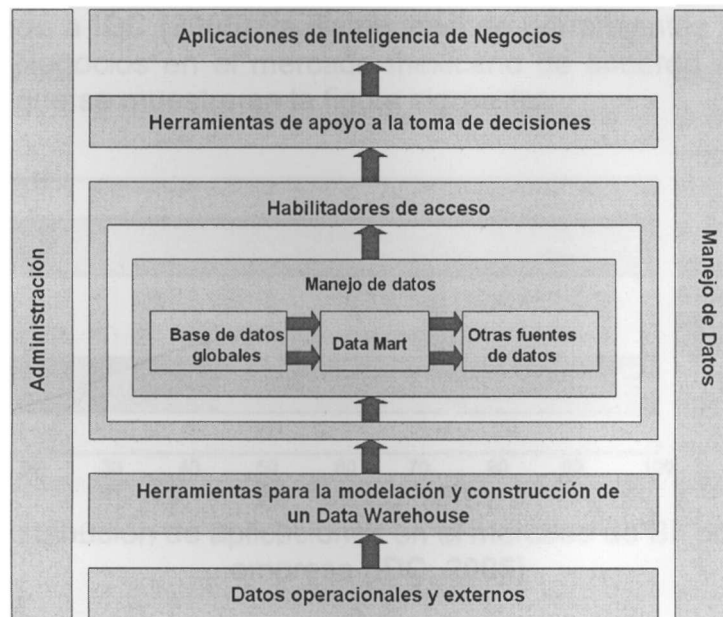 Aplicaciones de Inteligencia de Negocios
Herramientas de apoyo a la toma de decisiones
Habilitadores de acceso
Manejo de datos
Base de datos
globales
Data Mart
Otras fuentes
de datos
Herramientas para la modelación y construcción de
un Data Warehouse
Datos operacionales y externos
Administración
Manejo de Datos